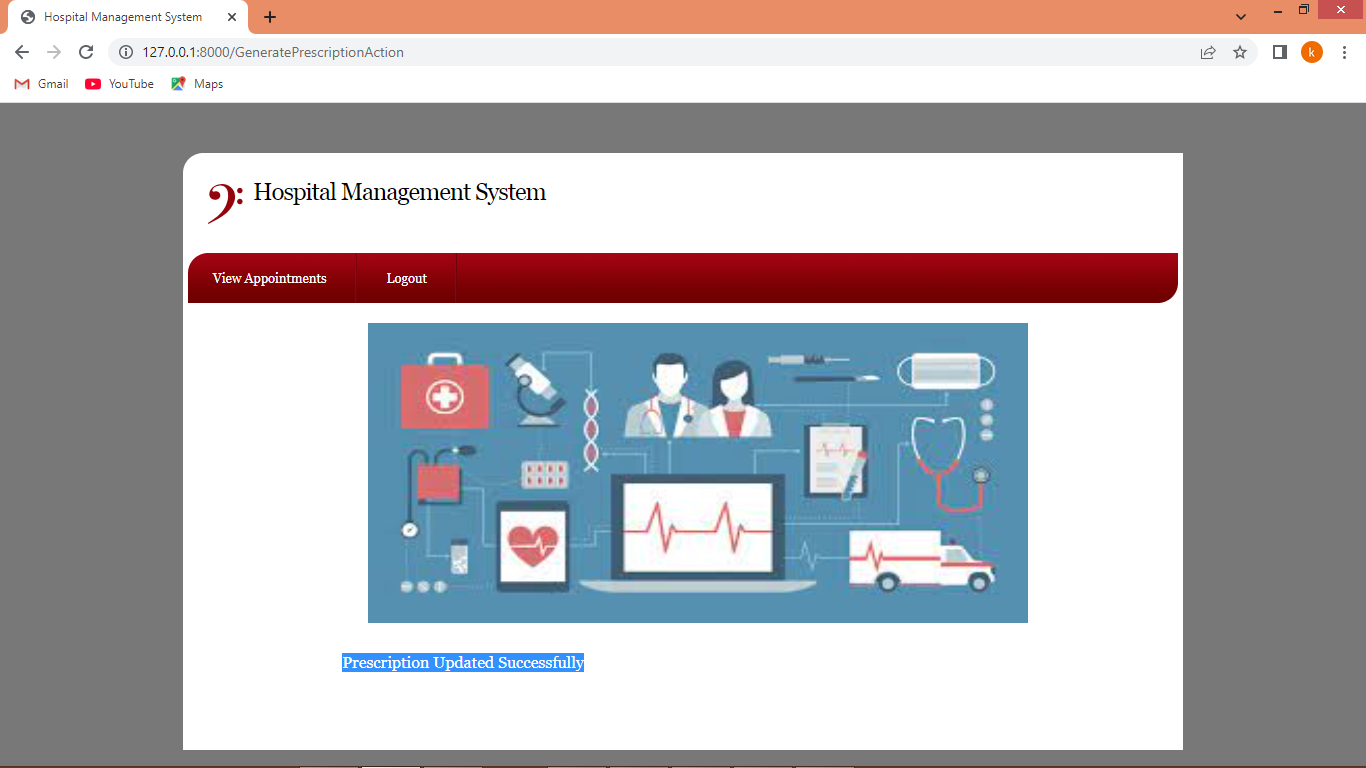 Hospital Management System
127.0.0.1:8000/GeneratePrescriptionAction
k
Gmail
YouTube
Maps
Hospital Management System
View Appointments
Logout
Prescription Updated Successfully